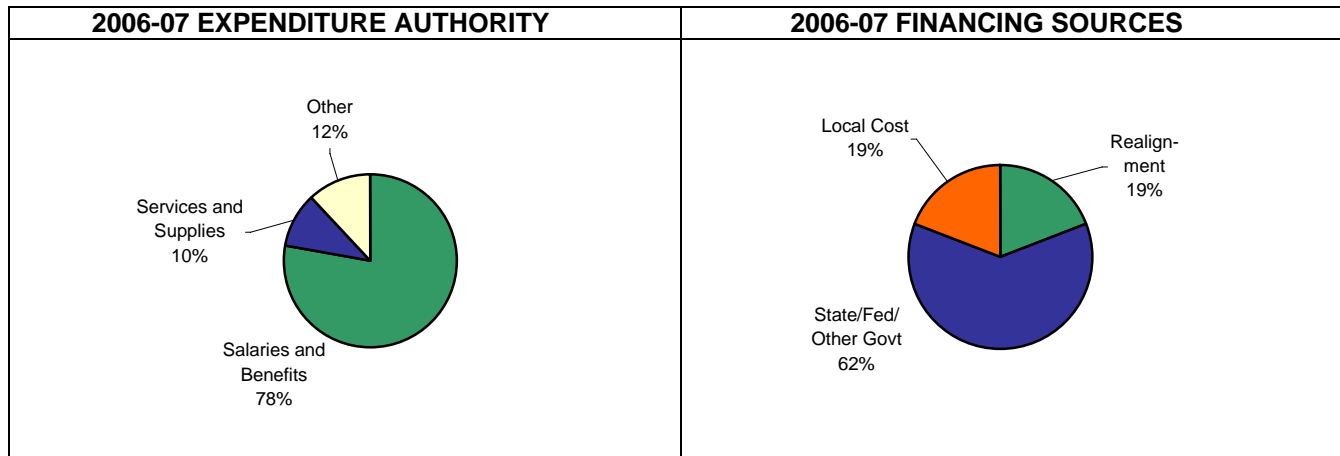 2006-07 EXPENDITURE AUTHORITY
Other
12%
Services and
Supplies
10%
Salaries and
Benefits
78%
2006-07 FINANCING SOURCES
Local Cost
19%
Realign-
ment
19%
State/Fed/
Other Govt
62%